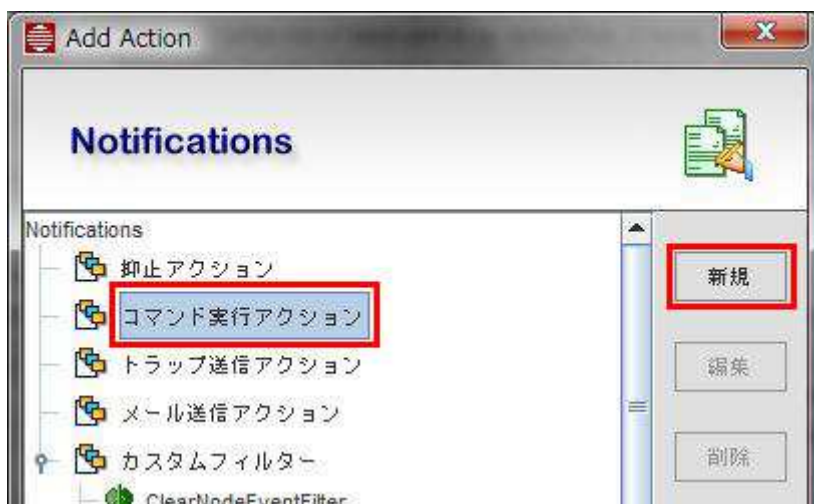 Add Action
Notifications
Notifications
抑止アクション
コマンド実行アクション
トラップ送信アクション
メール送信アクション
カスタムフィルター
ClearNodeEventFilter
新規
編集
削除